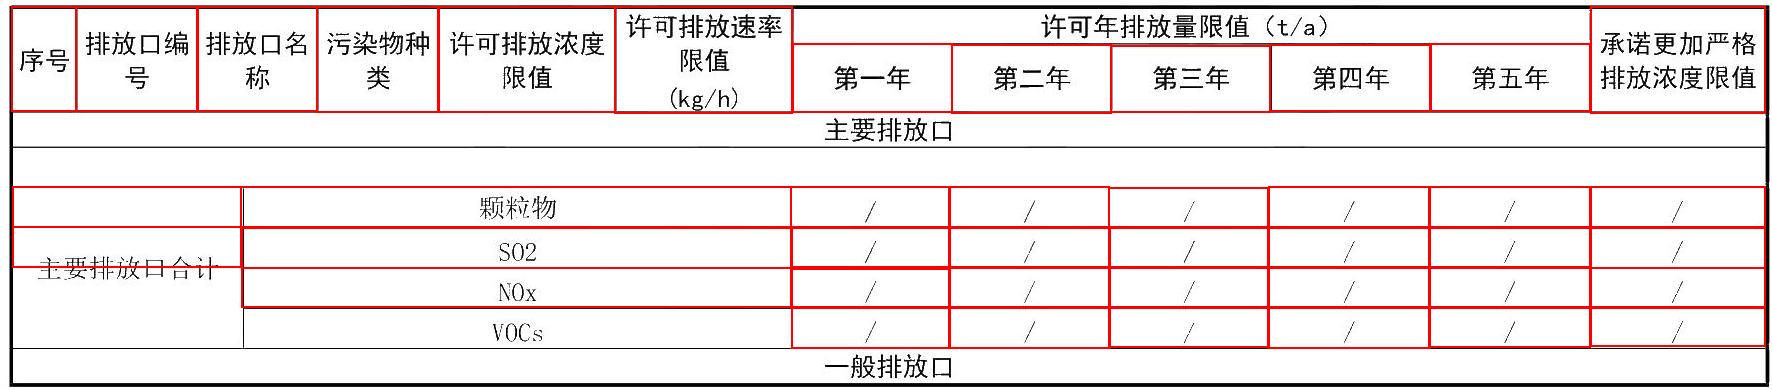 序号 排放口编号 排放口名称 污染物种类 许可排放浓度限值 许可排放速率限值(kg/h) 许可年排放量限值（t/a） 承诺更加严格排放浓度限值
第一年 第二年 第三年 第四年 第五年
主要排放口
主要排放口合计
颗粒物 / / / / / /
SO2 / / / / / /
NOx / / / / / /
VOCs / / / / / /
一般排放口